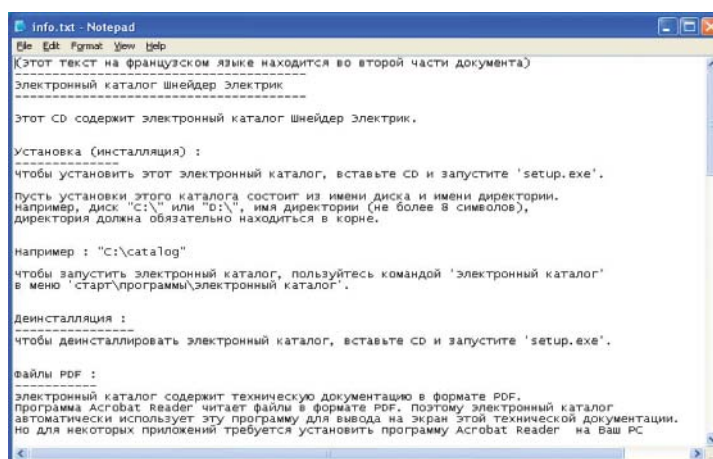 info.txt - Notepad
File Edit Format View Help
(этот текст на французском языке находится во второй части документа)
---------------------------------------
Электронный каталог Шнейдер Электрик
---------------------------------------
Этот CD содержит электронный каталог Шнейдер Электрик.
Установка (инсталляция) :
--------------
Чтобы установить этот электронный каталог, вставьте CD и запустите 'setup.exe'.
Пусть установки этого каталога состоит из имени диска и имени директории.
Например, диск "C:\" или "D:\", имя директории (не более 8 символов),
директория должна обязательно находиться в корне.
Например : "C:\catalog"
Чтобы запустить электронный каталог, пользуйтесь командой 'Электронный каталог'
в меню 'старт\программы\электронный каталог'.
Деинсталляция :
----------------
Чтобы деинсталлировать электронный каталог, вставьте CD и запустите 'setup.exe'.
Файлы PDF :
-----------
Электронный каталог содержит техническую документацию в формате PDF.
Программа Acrobat Reader читает файлы в формате PDF. Поэтому электронный каталог
автоматически использует эту программу для вывода на экран этой технической документации.
Но для некоторых приложений требуется установить программу Acrobat Reader на Ваш PC